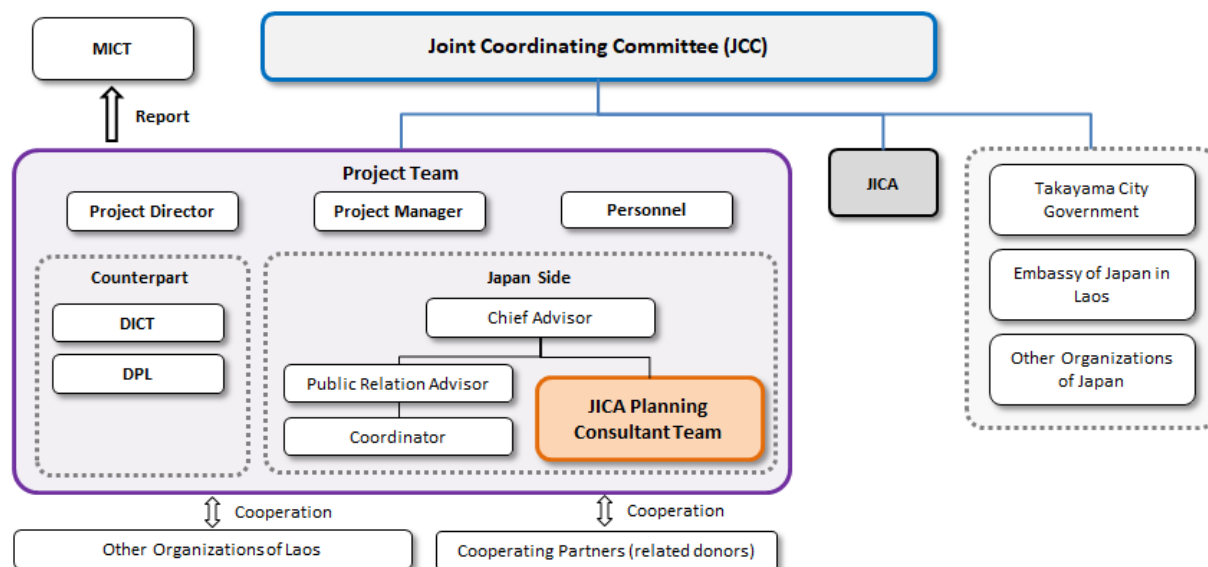 MICT
Joint Coordinating Committee (JCC)
Report
Project Team
Project Director
Project Manager
Personnel
JICA
Takayama City
Government
Embassy of Japan in
Laos
Other Organizations
of Japan
Counterpart
DICT
DPL
Japan Side
Chief Advisor
Public Relation Advisor
Coordinator
JICA Planning
Consultant Team
Cooperation
Cooperation
Other Organizations of Laos
Cooperating Partners (related donors)